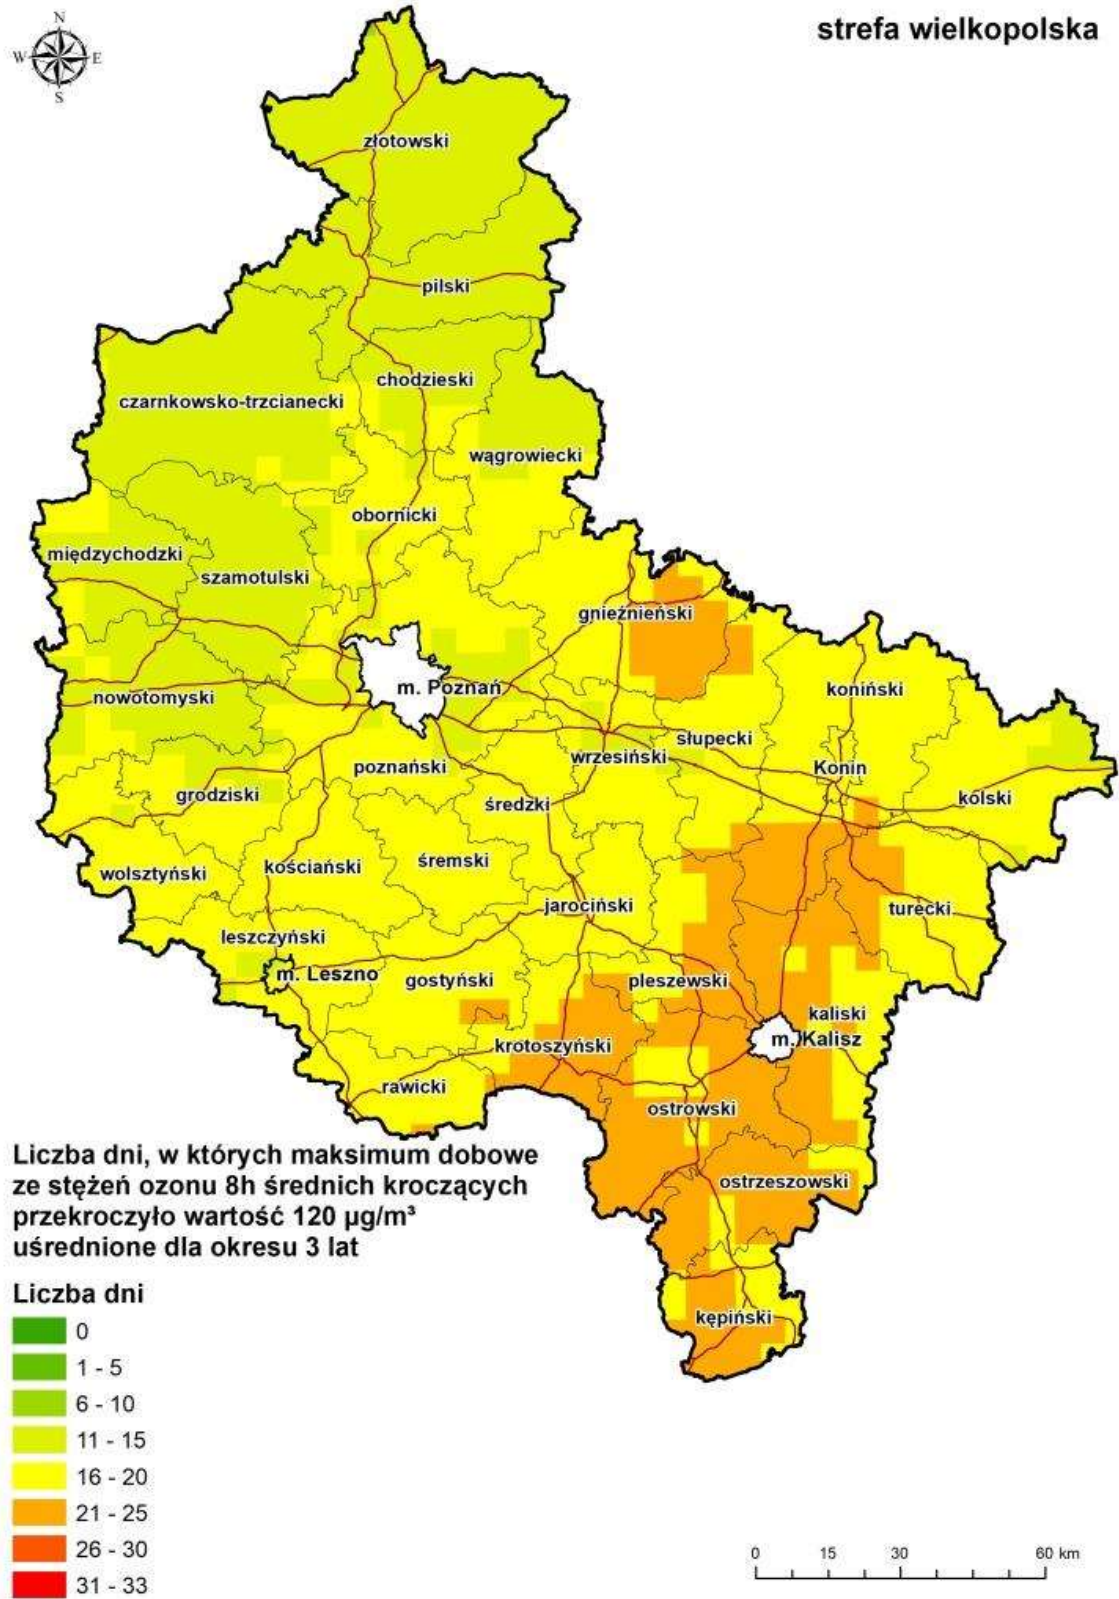 N
strefa wielkopolska
W E
S
złotowski
pilski
chodzieski
czarnkowsko-trzcianecki
wągrowiecki
obornicki
międzychodzki
szamotulski
gnieźnieński
m. Poznań
koniński
nowotomyski
słupecki
wrzesiński
poznański
Konin
grodziski
średzki
kolski
śremski
kościański
wolsztyński
jarociński
turecki
leszczyński
m. Leszno
gostyński
pleszewski
kaliski
m. Kalisz
krotoszyński
rawicki
ostrowski
ostrzeszowski
kępiński
Liczba dni, w których maksimum dobowe
ze stężeń ozonu 8h średnich kroczących
przekroczyło wartość 120 µg/m³
uśrednione dla okresu 3 lat
Liczba dni
0
1 - 5
6 - 10
11 - 15
16 - 20
21 - 25
26 - 30
31 - 33
0 15 30 60 km